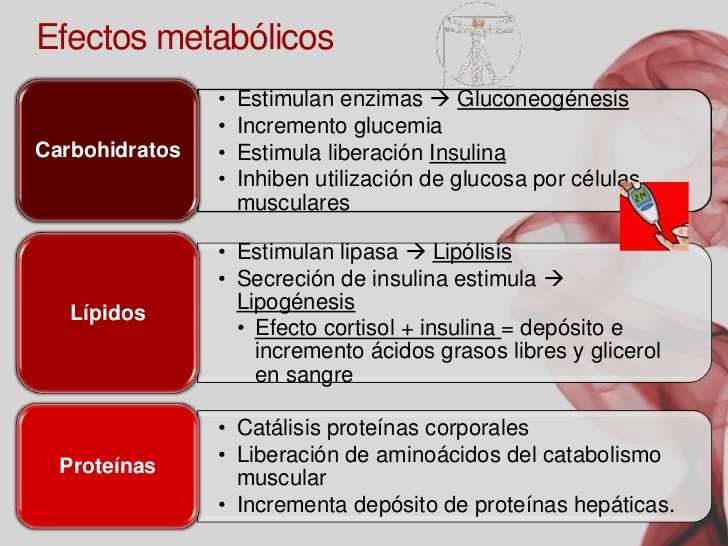 Efectos metabólicos
Carbohidratos
• Estimulan enzimas → Gluconeogénesis
• Incremento glucemia
• Estimula liberación Insulina
• Inhiben utilización de glucosa por células
musculares
Lípidos
• Estimulan lipasa → Lipólisis
• Secreción de insulina estimula →
Lipogénesis
• Efecto cortisol + insulina = depósito e
incremento ácidos grasos libres y glicerol
en sangre
Proteínas
• Catálisis proteínas corporales
• Liberación de aminoácidos del catabolismo
muscular
• Incrementa depósito de proteínas hepáticas.